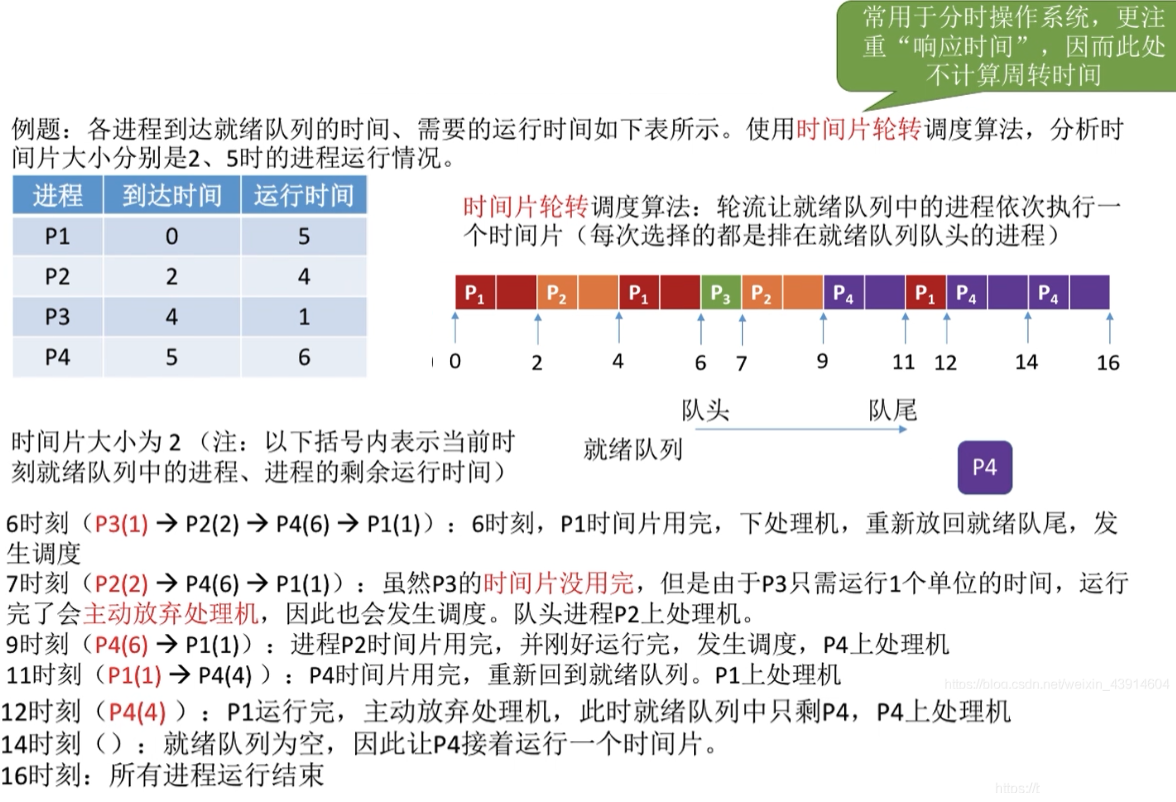 常用于分时操作系统，更注
重“响应时间”，因而此处
不计算周转时间
例题：各进程到达就绪队列的时间、需要的运行时间如下表所示。使用时间片轮转调度算法，分析时
间片大小分别是2、5时的进程运行情况。
进程 到达时间 运行时间
P1 0 5
P2 2 4
P3 4 1
P4 5 6
时间片轮转调度算法：轮流让就绪队列中的进程依次执行一
个时间片（每次选择的都是排在就绪队列队头的进程）
P1 P2 P1 P3 P2 P4 P1 P4 P4
0 2 4 6 7 9 11 12 14 16
队头 队尾
就绪队列
P4
时间片大小为 2 （注：以下括号内表示当前时
刻就绪队列中的进程、进程的剩余运行时间）
6时刻（P3(1) → P2(2) → P4(6) → P1(1)）：6时刻，P1时间片用完，下处理机，重新放回就绪队尾，发
生调度
7时刻（P2(2) → P4(6) → P1(1)）：虽然P3的时间片没用完，但是由于P3只需运行1个单位的时间，运行
完了会主动放弃处理机，因此也会发生调度。队头进程P2上处理机。
9时刻（P4(6) → P1(1)）：进程P2时间片用完，并刚好运行完，发生调度，P4上处理机
11时刻（P1(1) → P4(4) ）：P4时间片用完，重新回到就绪队列。P1上处理机
https://blog.csdn.net/weixin_43914604
12时刻（P4(4) ）：P1运行完，主动放弃处理机，此时就绪队列中只剩P4，P4上处理机
14时刻（）：就绪队列为空，因此让P4接着运行一个时间片。
16时刻：所有进程运行结束